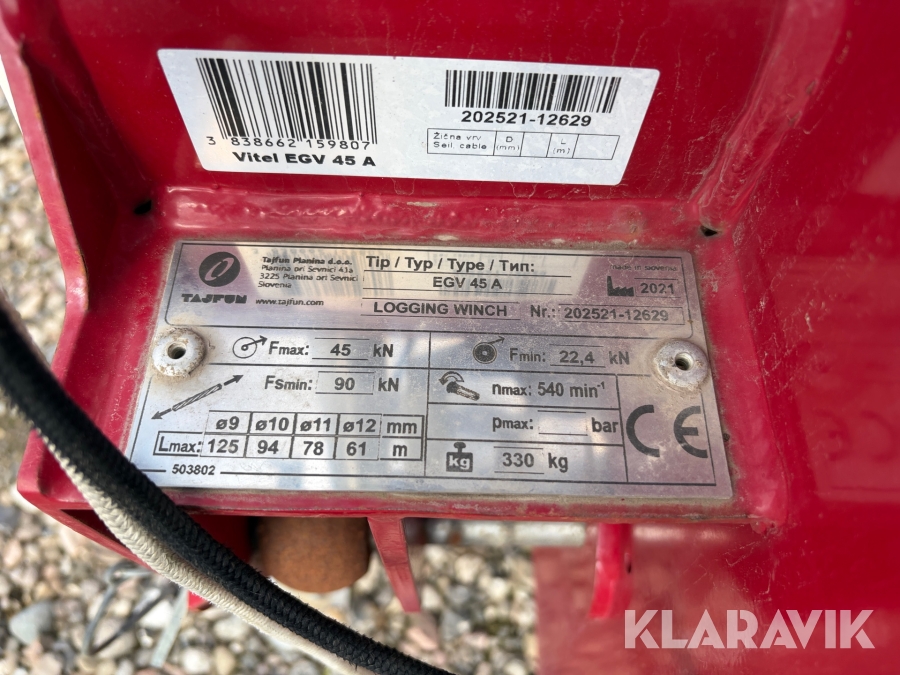 3 838662 159807
Vitel EGV 45 A
202521-12629
Žična vrv D L
Seil, cable (mm) (m)
TAJFUN
Tajfun Planina d.o.o.
Planina pri Sevnici 41a
3225 Planina pri Sevnici
Slovenia
www.tajfun.com
Tip / Typ / Type / Тип:
EGV 45 A
LOGGING WINCH Nr.: 202521-12629
made in Slovenia
2021
Fmax: 45 kN
Fmin: 22,4 kN
Fsmin: 90 kN
nmax: 540 min⁻¹
ø9 ø10 ø11 ø12 mm
Lmax: 125 94 78 61 m
pmax: bar
kg 330 kg
CE
503802
KLARAVIK